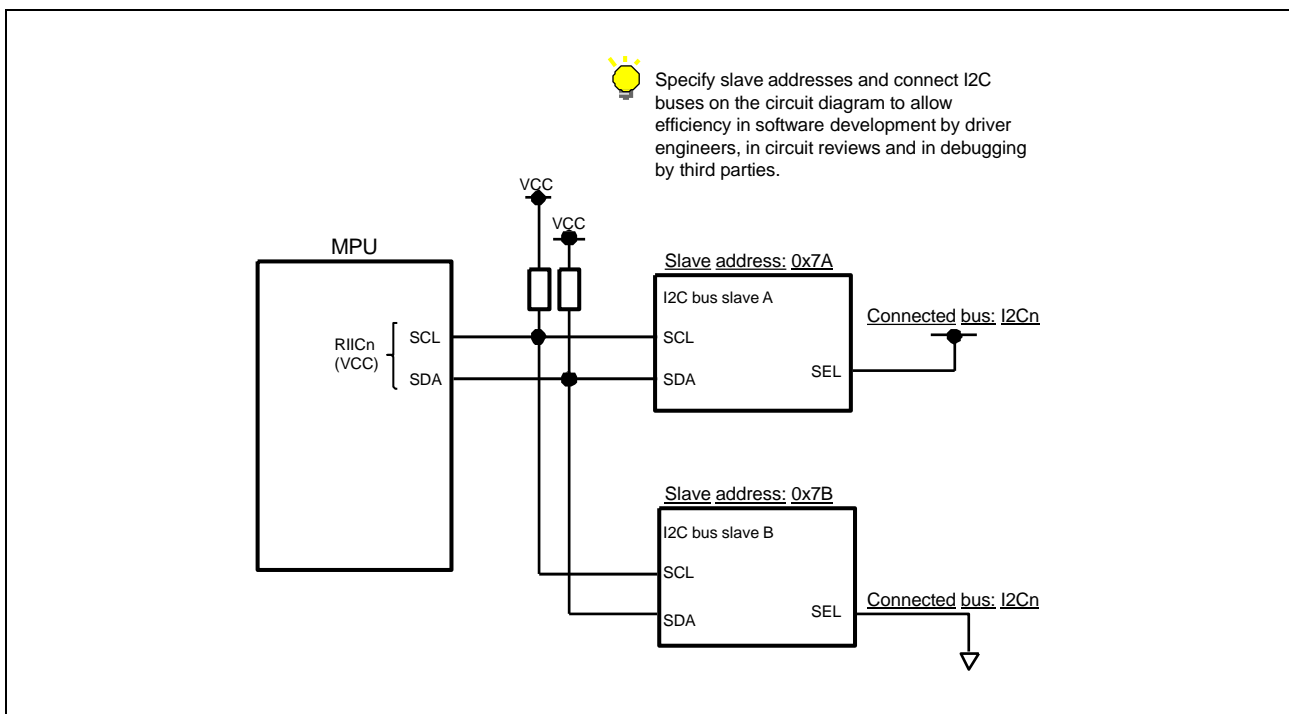 Specify slave addresses and connect I2C
buses on the circuit diagram to allow
efficiency in software development by driver
engineers, in circuit reviews and in debugging
by third parties.
VCC
VCC
MPU
RIICn
(VCC)
SCL
SDA
Slave address: 0x7A
I2C bus slave A
SCL
SDA
SEL
Connected bus: I2Cn
Slave address: 0x7B
I2C bus slave B
SCL
SDA
SEL
Connected bus: I2Cn